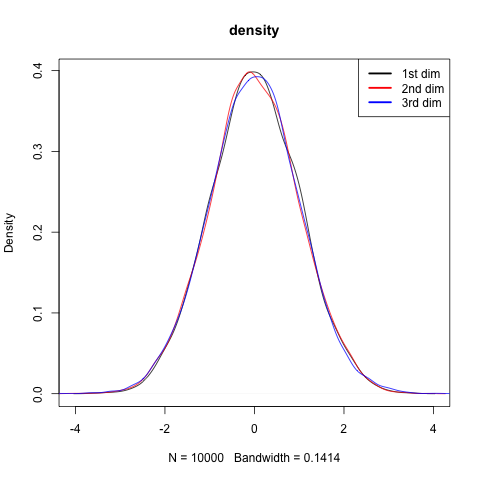 density
1st dim
2nd dim
3rd dim
Density
0.4
0.3
0.2
0.1
0.0
-4 -2 0 2 4
N = 10000 Bandwidth = 0.1414